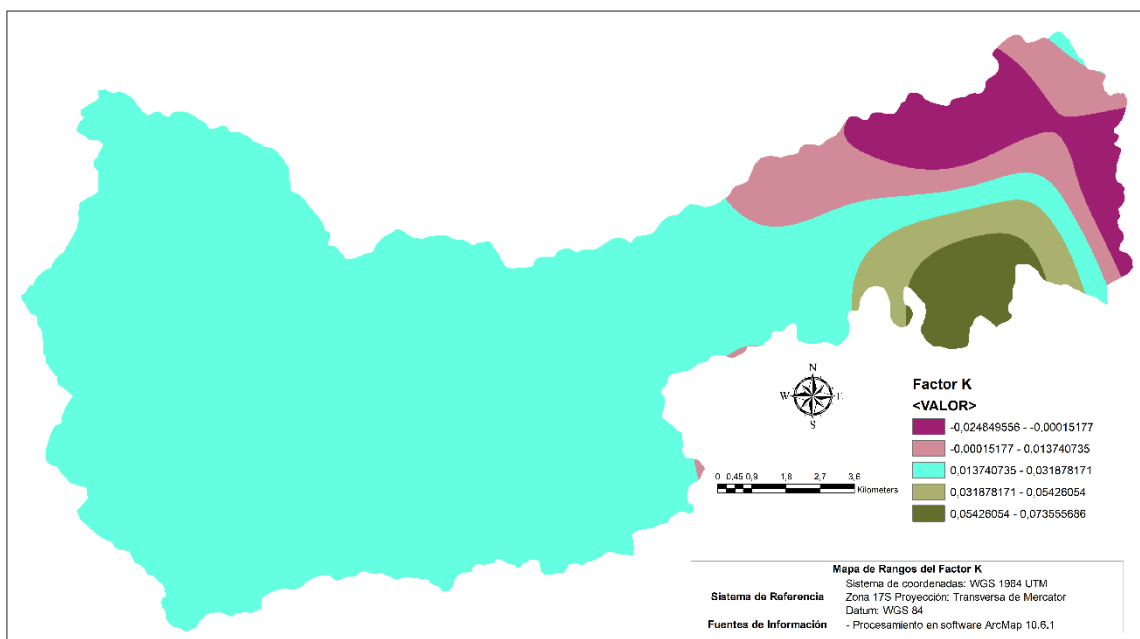 N
W
E
S
0 0,45 0,9 1,8 2,7 3,6
Kilometers
Factor K
<VALOR>
-0,024849556 - -0,00015177
-0,00015177 - 0,013740735
0,013740735 - 0,031878171
0,031878171 - 0,05426054
0,05426054 - 0,073555686
Mapa de Rangos del Factor K
Sistema de Referencia
Sistema de coordenadas: WGS 1984 UTM
Zona 17S Proyección: Transversa de Mercator
Datum: WGS 84
Fuentes de Información
- Procesamiento en software ArcMap 10.6.1